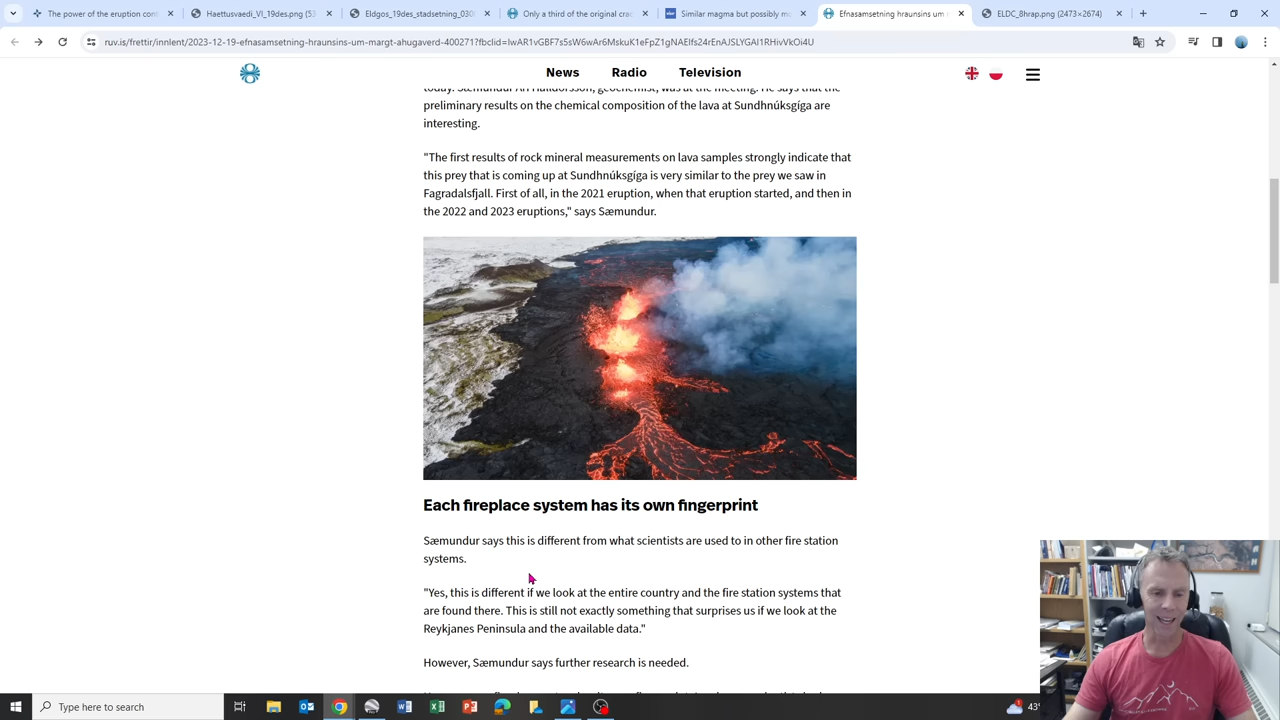 The power of the eruption con
Haettusvaedi_VI_19des.png (53
Eldgos_19des_stadsetning_030
Only a third of the original crac
Similar magma but possibly mo
Efnasamsetning hraunsins um m
ELDC_8hrap.png (2473×2674)
ruv.is/frettir/innlent/2023-12-19-efnasamsetning-hraunsins-um-margt-ahugaverd-400271?fbclid=IwAR1vGBF7s5sW6wAr6MskuK1eFpZ1gNAEIfs24rEnAJSLYGAI1RHivVkOi4U
News Radio Television
today. Sæmundur Ari Halldórsson, geochemist, was at the meeting. He says that the
preliminary results on the chemical composition of the lava at Sundhnúksgíga are
interesting.
"The first results of rock mineral measurements on lava samples strongly indicate that
this prey that is coming up at Sundhnúksgíga is very similar to the prey we saw in
Fagradalsfjall. First of all, in the 2021 eruption, when that eruption started, and then in
the 2022 and 2023 eruptions," says Sæmundur.
Each fireplace system has its own fingerprint
Sæmundur says this is different from what scientists are used to in other fire station
systems.
"Yes, this is different if we look at the entire country and the fire station systems that
are found there. This is still not exactly something that surprises us if we look at the
Reykjanes Peninsula and the available data."
However, Sæmundur says further research is needed.
Type here to search
43°